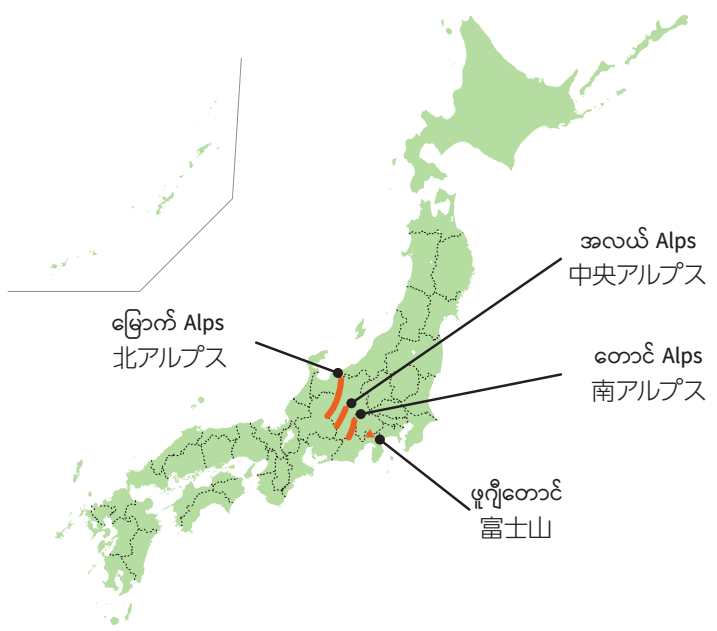 အလယ် Alps
中央アルプス
မြောက် Alps
北アルプス
တောင် Alps
南アルプス
ဖူဂျီတောင်
富士山